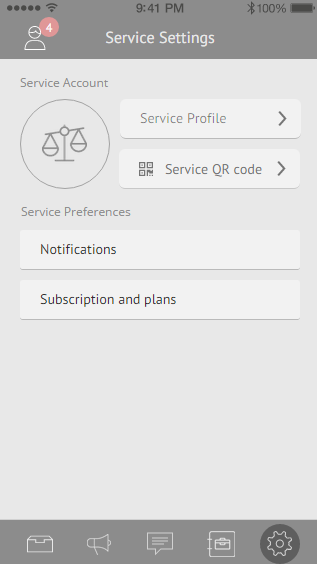 9:41 PM
100%
4
Service Settings
Service Account
Service Profile
Service QR code
Service Preferences
Notifications
Subscription and plans